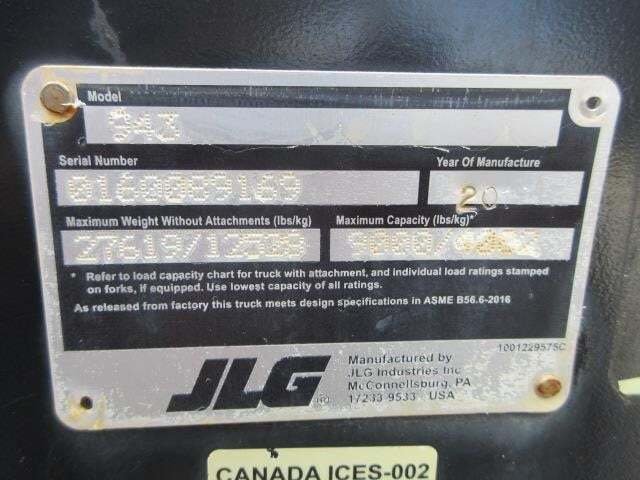 Model
943
Serial Number
0160089169
Year Of Manufacture
20
Maximum Weight Without Attachments (lbs/kg)
27619/12528
Maximum Capacity (lbs/kg)*
9000/
* Refer to load capacity chart for truck with attachment, and individual load ratings stamped
on forks, if equipped. Use lowest capacity of all ratings.
As released from factory this truck meets design specifications in ASME B56.6-2016
1001229575C
JLG
Manufactured by
JLG Industries Inc
McConnellsburg, PA
17233-9533 USA
CANADA ICES-002